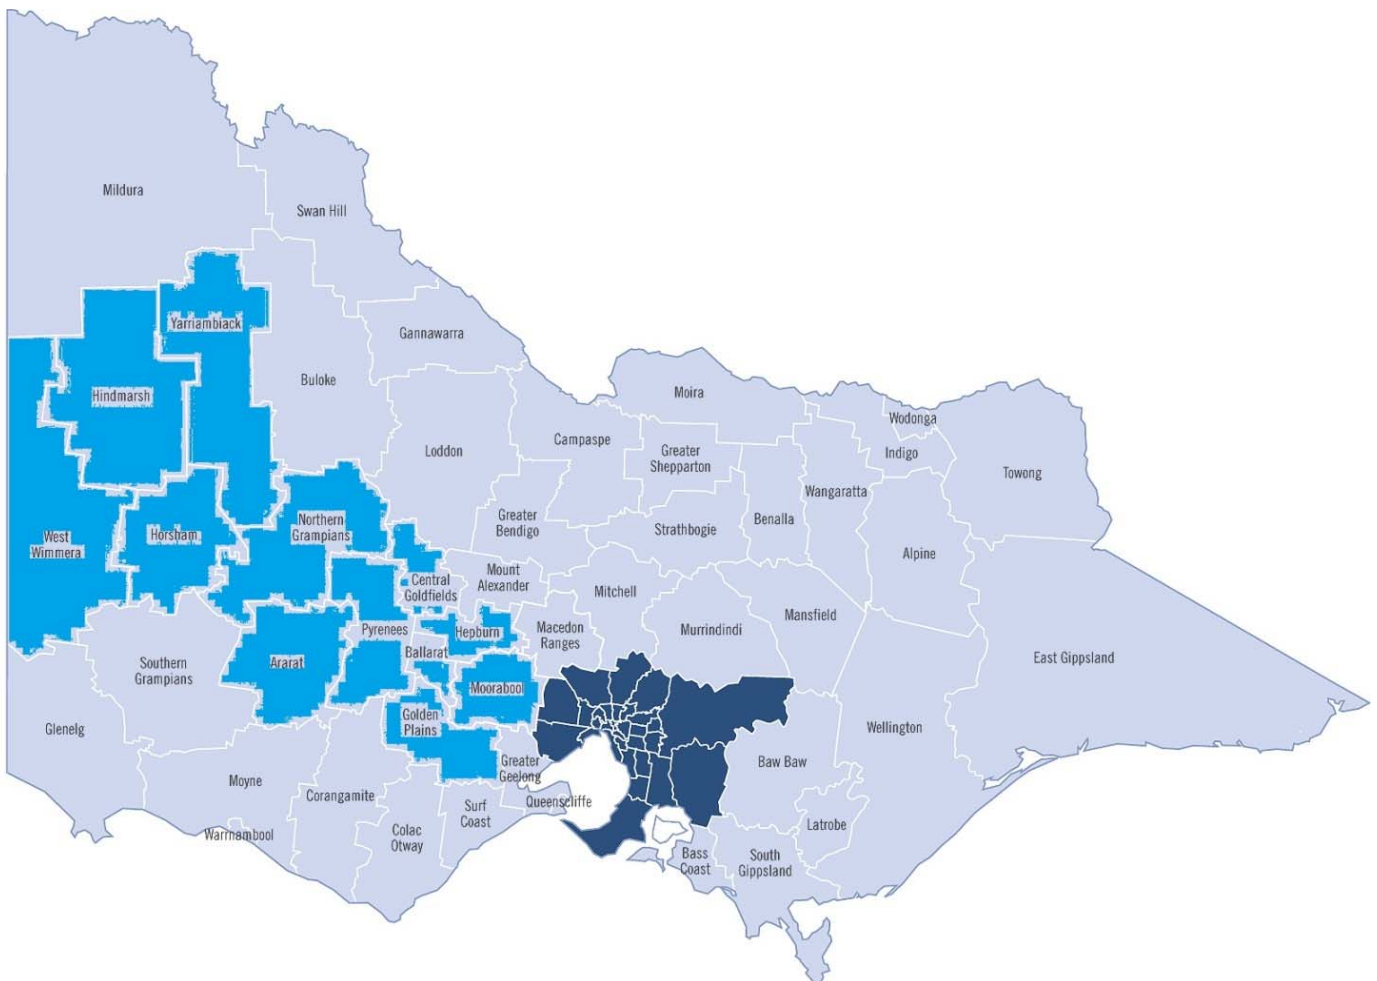 Mildura
Swan Hill
Yarriambiack
Gannawarra
Hindmarsh
Buloke
Moira
Wodonga
Loddon
Campaspe
Greater
Shepparton
Indigo
Towong
Wangaratta
West
Wimmera
Horsham
Northern
Grampians
Greater
Bendigo
Strathbogie
Benalla
Alpine
Central
Goldfields
Mount
Alexander
Mitchell
Mansfield
Pyrenees
Hepburn
Macedon
Ranges
Murrindindi
Ballarat
Southern
Grampians
Ararat
East Gippsland
Moorabool
Glenelg
Golden
Plains
Wellington
Greater
Geelong
Baw Baw
Moyne
Corangamite
Queenscliffe
Surf
Coast
Warrnambool
Colac
Otway
Latrobe
Bass
Coast
South
Gippsland